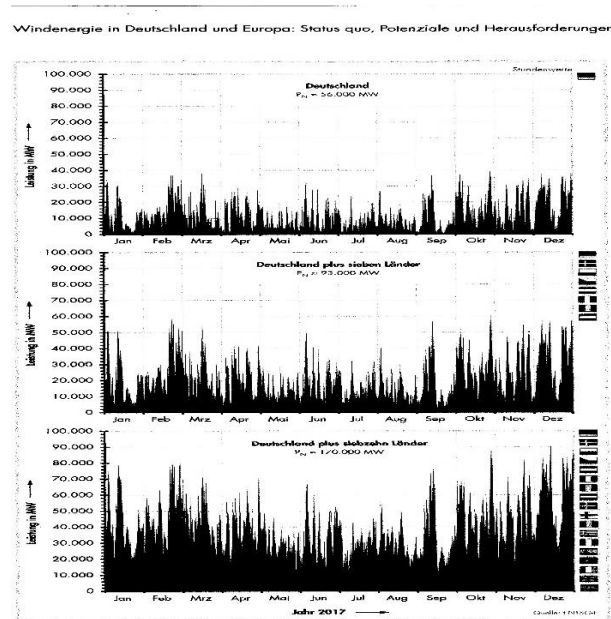 Windenergie in Deutschland und Europa: Status quo, Potenziale und Herausforderungen
Stundenwerte
Deutschland
P_N = 56.000 MW
Leistung in MW
100.000
90.000
80.000
70.000
60.000
50.000
40.000
30.000
20.000
10.000
0
Jan Feb Mrz Apr Mai Jun Jul Aug Sep Okt Nov Dez
Deutschland plus sieben Länder
P_N = 93.000 MW
Leistung in MW
100.000
90.000
80.000
70.000
60.000
50.000
40.000
30.000
20.000
10.000
0
Jan Feb Mrz Apr Mai Jun Jul Aug Sep Okt Nov Dez
Deutschland plus siebzehn Länder
P_N = 170.000 MW
Leistung in MW
100.000
90.000
80.000
70.000
60.000
50.000
40.000
30.000
20.000
10.000
0
Jan Feb Mrz Apr Mai Jun Jul Aug Sep Okt Nov Dez
Jahr 2017
Quelle: